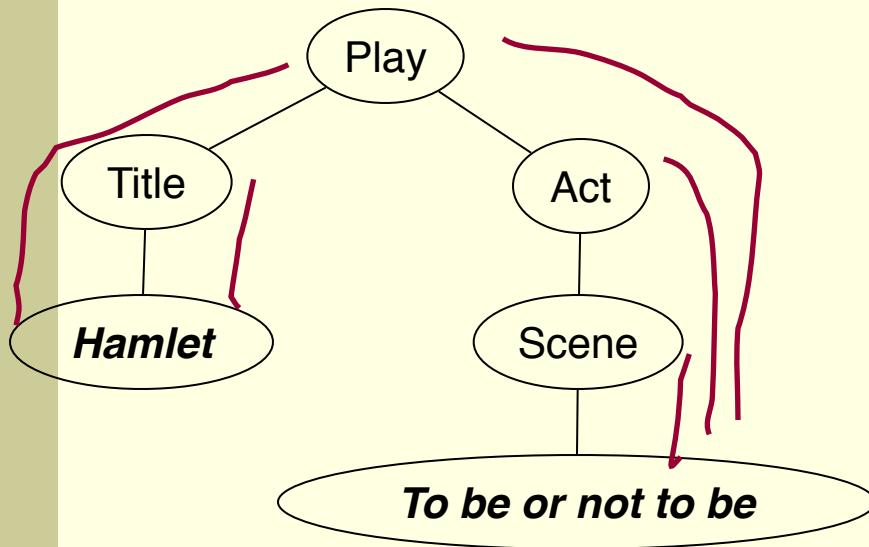 Play
Title
Act
Hamlet
Scene
To be or not to be